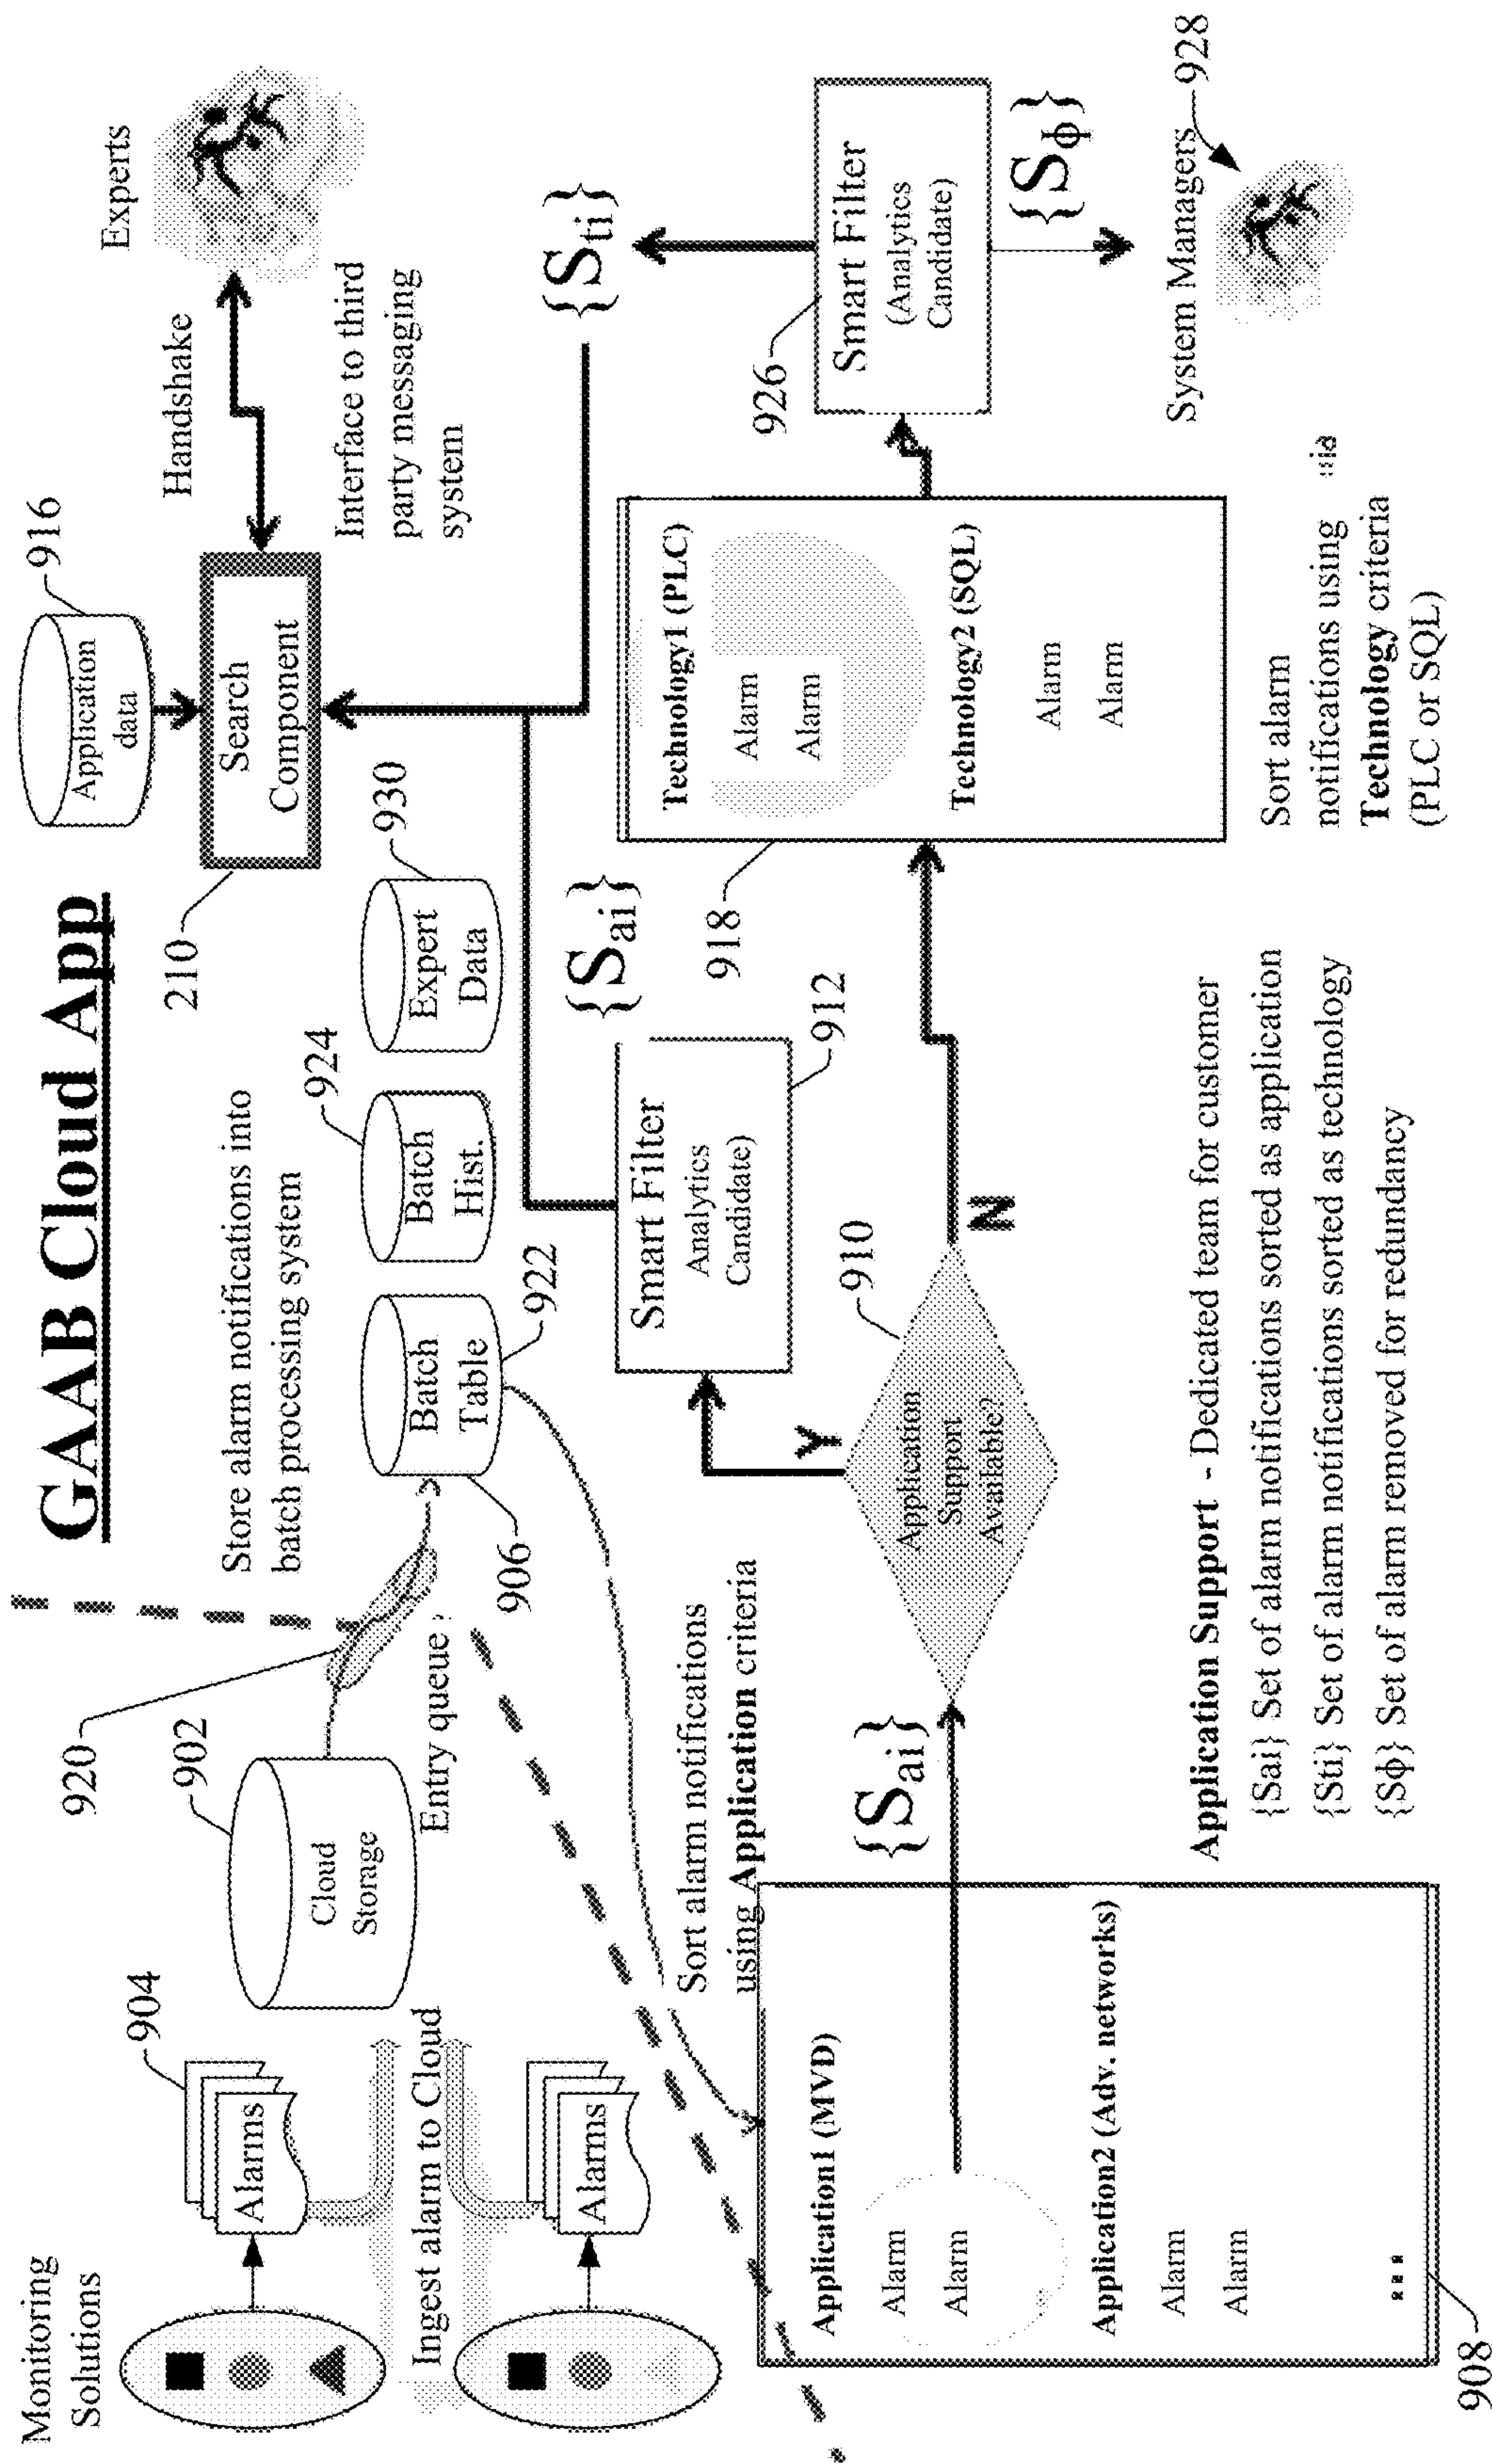 GAAB Cloud App
Monitoring
Solutions
Alarms
904
Ingest alarm to Cloud
Alarms
902
Cloud
Storage
920
Entry queue
Store alarm notifications into
batch processing system
906
Batch
Table
922
Batch
Hist.
924
Expert
Data
930
210
Search
Component
Application
data
916
Handshake
Experts
Interface to third
party messaging
system
Sort alarm notifications
using Application criteria
Application1 (MVD)
Alarm
Alarm
Application2 (Adv. networks)
Alarm
Alarm
...
908
{Sai}
Application
Support
Available?
910
Y
N
Smart Filter
Analytics
Candidate)
912
{Sai}
918
Technology1 (PLC)
Alarm
Alarm
Technology2 (SQL)
Alarm
Alarm
Sort alarm
notifications using
Technology criteria
(PLC or SQL)
926
Smart Filter
(Analytics
Candidate)
{Sti}
{Sϕ}
System Managers
928
Application Support - Dedicated team for customer
{Sai} Set of alarm notifications sorted as application
{Sti} Set of alarm notifications sorted as technology
{Sϕ} Set of alarm removed for redundancy